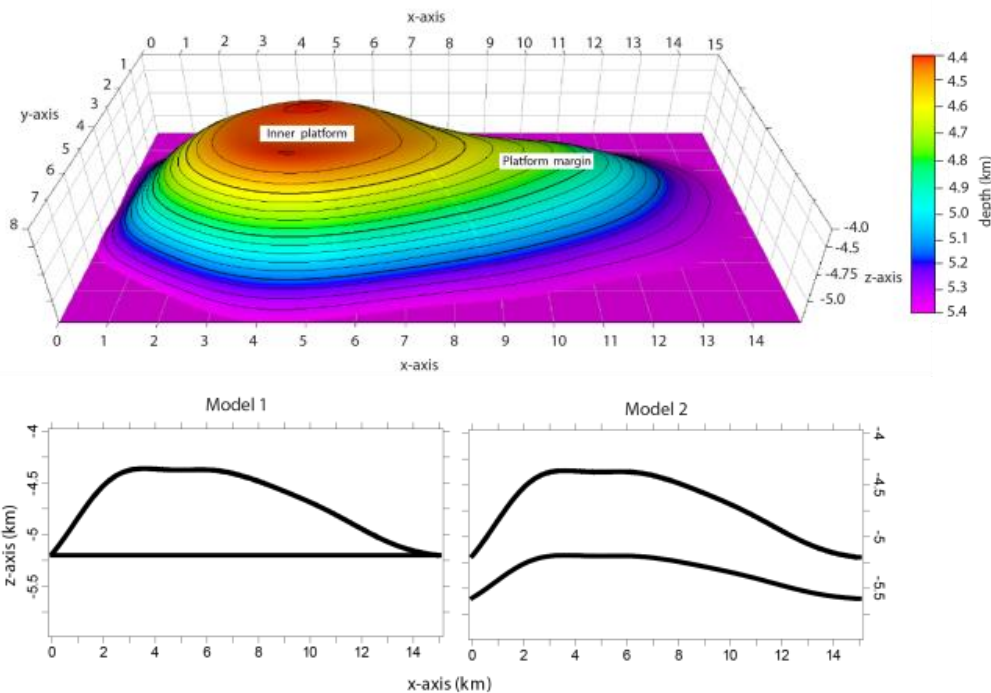 x-axis
0 1 2 3 4 5 6 7 8 9 10 11 12 13 14 15
1
2
3
y-axis
4
5
6
7
8
Inner platform
Platform margin
-4.0
-4.5
-4.75
z-axis
-5.0
4.4
4.5
4.6
4.7
4.8
4.9
5.0
5.1
5.2
5.3
5.4
depth (km)
0 1 2 3 4 5 6 7 8 9 10 11 12 13 14
x-axis
Model 1
Model 2
-4
-4.5
-5
-5.5
z-axis (km)
0 2 4 6 8 10 12 14
-4
-4.5
-5
-5.5
0 2 4 6 8 10 12 14
x-axis (km)